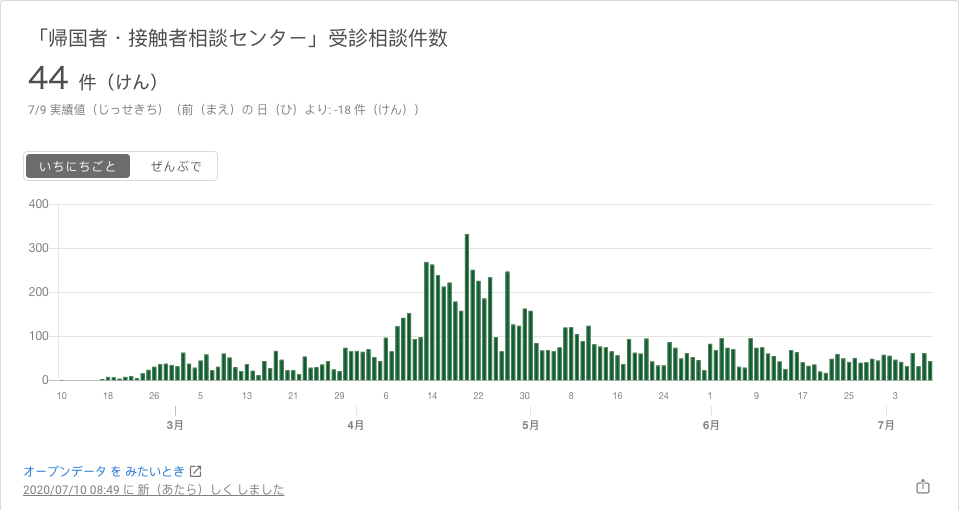 「帰国者・接触者相談センター」受診相談件数
44 件（けん）
7/9 実績値（じっせきち）（前（まえ）の 日（ひ）より: -18 件（けん））
いちにちごと ぜんぶで
400
300
200
100
0
10 18 26 5 13 21 29 6 14 22 30 8 16 24 1 9 17 25 3
3月 4月 5月 6月 7月
オープンデータ を みたいとき
2020/07/10 08:49 に 新（あたら）しく しました